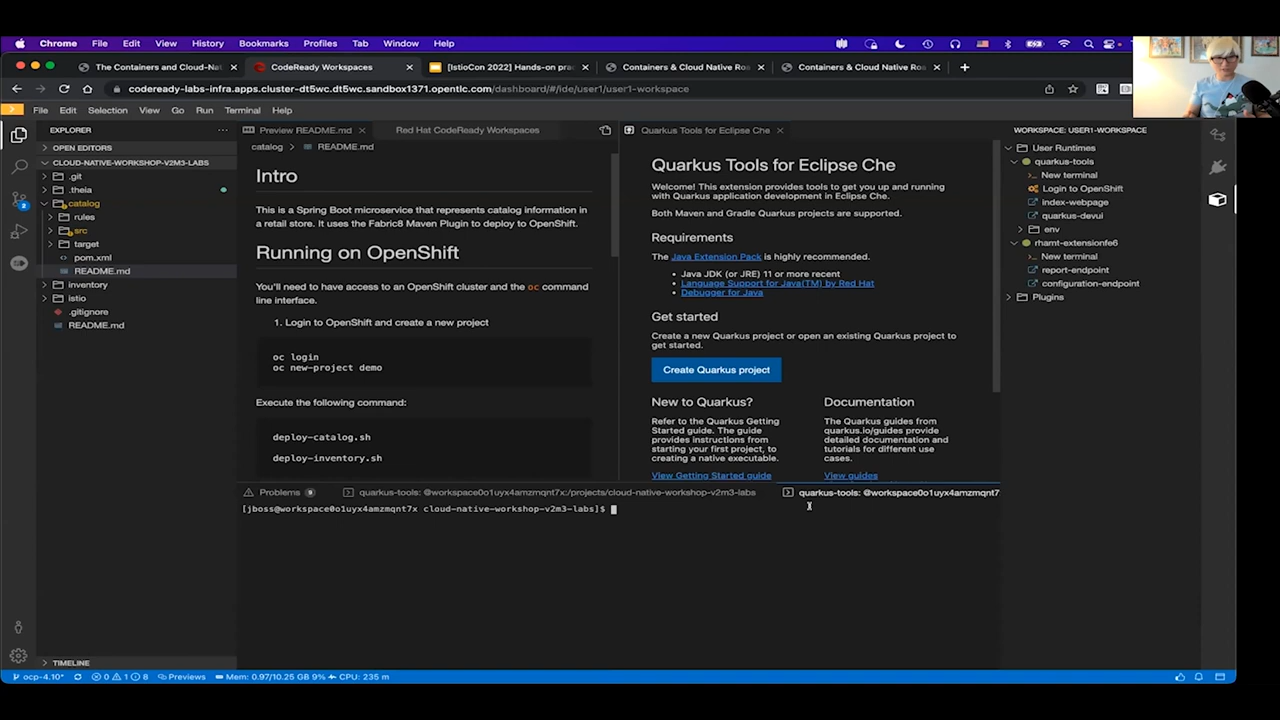 Chrome File Edit View History Bookmarks Profiles Tab Window Help
The Containers and Cloud-Nat
CodeReady Workspaces
[IstioCon 2022] Hands-on pra
Containers & Cloud Native Ro
Containers & Cloud Native Ro
codeready-labs-infra.apps.cluster-dt5wc.dt5wc.sandbox1371.opentlc.com/dashboard/#/ide/user1/user1-workspace
File Edit Selection View Go Run Terminal Help
EXPLORER
OPEN EDITORS
CLOUD-NATIVE-WORKSHOP-V2M3-LABS
.git
.theia
catalog
rules
src
target
pom.xml
README.md
inventory
istio
.gitignore
README.md
TIMELINE
Preview README.md
Red Hat CodeReady Workspaces
catalog > README.md
Intro
This is a Spring Boot microservice that represents catalog information in
a retail store. It uses the Fabric8 Maven Plugin to deploy to OpenShift.
Running on OpenShift
You'll need to have access to an OpenShift cluster and the oc command
line interface.
1. Login to OpenShift and create a new project
oc login
oc new-project demo
Execute the following command:
deploy-catalog.sh
deploy-inventory.sh
Quarkus Tools for Eclipse Che
Quarkus Tools for Eclipse Che
Welcome! This extension provides tools to get you up and running
with Quarkus application development in Eclipse Che.
Both Maven and Gradle Quarkus projects are supported.
Requirements
The Java Extension Pack is highly recommended.
Java JDK (or JRE) 11 or more recent
Language Support for Java(TM) by Red Hat
Debugger for Java
Get started
Create a new Quarkus project or open an existing Quarkus project to
get started.
Create Quarkus project
New to Quarkus?
Refer to the Quarkus Getting
Started guide. The guide
provides instructions from
starting your first project, to
creating a native executable.
View Getting Started guide
Documentation
The Quarkus guides from
quarkus.io/guides provide
detailed documentation and
tutorials for different use
cases.
View guides
WORKSPACE: USER1-WORKSPACE
User Runtimes
quarkus-tools
New terminal
Login to OpenShift
index-webpage
quarkus-devui
env
rhamt-extensionfe6
New terminal
report-endpoint
configuration-endpoint
Plugins
Problems 9
quarkus-tools: @workspace0o1uyx4amzmqnt7x:/projects/cloud-native-workshop-v2m3-labs
quarkus-tools: @workspace0o1uyx4amzmqnt7
[jboss@workspace0o1uyx4amzmqnt7x cloud-native-workshop-v2m3-labs]$
2
ocp-4.10* 0 1 8 Previews Mem: 0.97/10.25 GB 9% CPU: 235 m